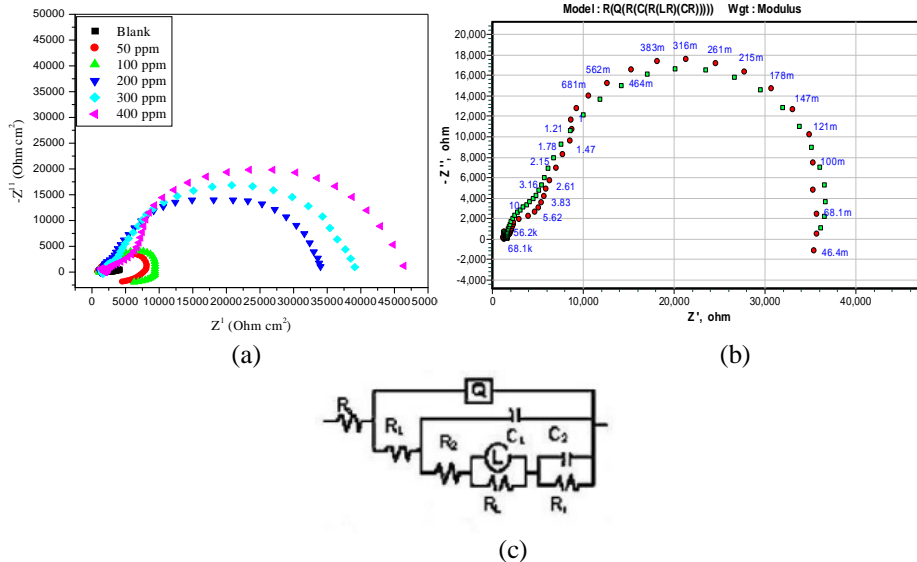 50000
45000
40000
35000
30000
25000
20000
15000
10000
5000
0
-Z¹¹ (Ohm cm²)
Blank
50 ppm
100 ppm
200 ppm
300 ppm
400 ppm
0 5000 10000 15000 20000 25000 30000 35000 40000 45000 50000
Z¹ (Ohm cm²)
(a)
Model : R(Q(R(C(R(LR)(CR))))) Wgt : Modulus
20,000
18,000
16,000
14,000
12,000
10,000
8,000
6,000
4,000
2,000
0
-2,000
-4,000
- Z'', ohm
383m 316m 261m
562m 215m
464m
681m 178m
147m
1
1.21 121m
1.78 1.47
2.15 100m
3.16 2.61
3.83
10 5.62 68.1m
56.2k
68.1k 46.4m
0 10,000 20,000 30,000 40,000
Z', ohm
(b)
Q
R
R
L
R
2
C
L
C
2
L
R
L
R
(c)